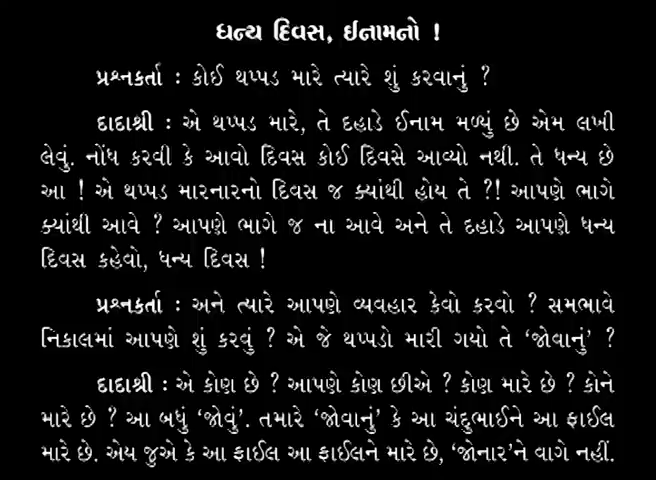 ધન્ય દિવસ, ઈનામનો !
પ્રશ્નકર્તા : કોઈ થપ્પડ મારે ત્યારે શું કરવાનું ?
દાદાશ્રી : એ થપ્પડ મારે, તે દહાડે ઈનામ મળ્યું છે એમ લખી
લેવું. નોંધ કરવી કે આવો દિવસ કોઈ દિવસે આવ્યો નથી. તે ધન્ય છે
આ ! એ થપ્પડ મારનારનો દિવસ જ ક્યાંથી હોય તે ?! આપણે ભાગે
ક્યાંથી આવે ? આપણે ભાગે જ ના આવે અને તે દહાડે આપણે ધન્ય
દિવસ કહેવો, ધન્ય દિવસ !
પ્રશ્નકર્તા : અને ત્યારે આપણે વ્યવહાર કેવો કરવો ? સમભાવે
નિકાલમાં આપણે શું કરવું ? એ જે થપ્પડો મારી ગયો તે ‘જોવાનું’ ?
દાદાશ્રી : એ કોણ છે ? આપણે કોણ છીએ ? કોણ મારે છે ? કોને
મારે છે ? આ બધું ‘જોવું’. તમારે ‘જોવાનું’ કે આ ચંદુભાઈને આ ફાઈલ
મારે છે. એય જુએ કે આ ફાઈલ આ ફાઈલને મારે છે, ‘જોનાર’ને વાગે નહીં.